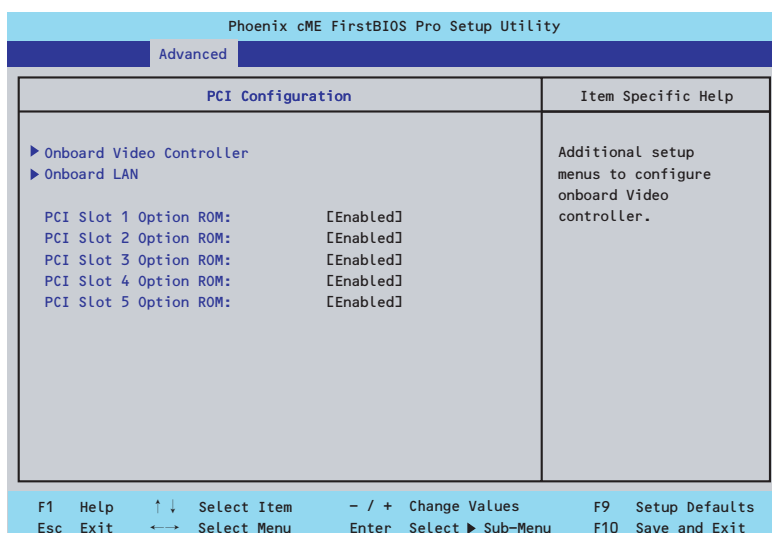 Phoenix cME FirstBIOS Pro Setup Utility
Advanced
PCI Configuration
Item Specific Help
▶ Onboard Video Controller
▶ Onboard LAN
PCI Slot 1 Option ROM: [Enabled]
PCI Slot 2 Option ROM: [Enabled]
PCI Slot 3 Option ROM: [Enabled]
PCI Slot 4 Option ROM: [Enabled]
PCI Slot 5 Option ROM: [Enabled]
Additional setup
menus to configure
onboard Video
controller.
F1 Help ↑↓ Select Item - / + Change Values F9 Setup Defaults
Esc Exit ←→ Select Menu Enter Select ▶ Sub-Menu F10 Save and Exit